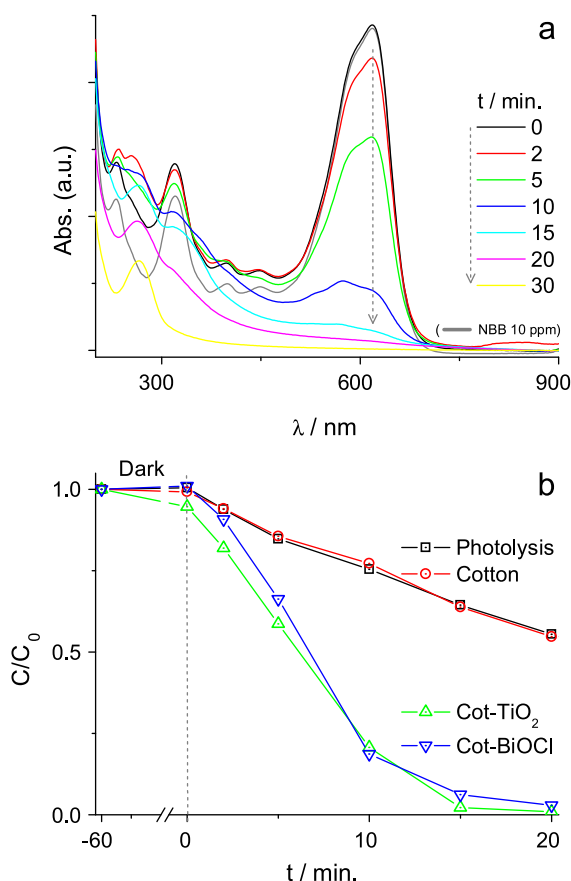 a
t / min.
0
2
5
10
15
20
30
( NBB 10 ppm)
Abs. (a.u.)
300
600
900
λ / nm
b
Dark
1.0
0.5
0.0
C/C₀
Photolysis
Cotton
Cot-TiO₂
Cot-BiOCl
-60
0
10
20
t / min.